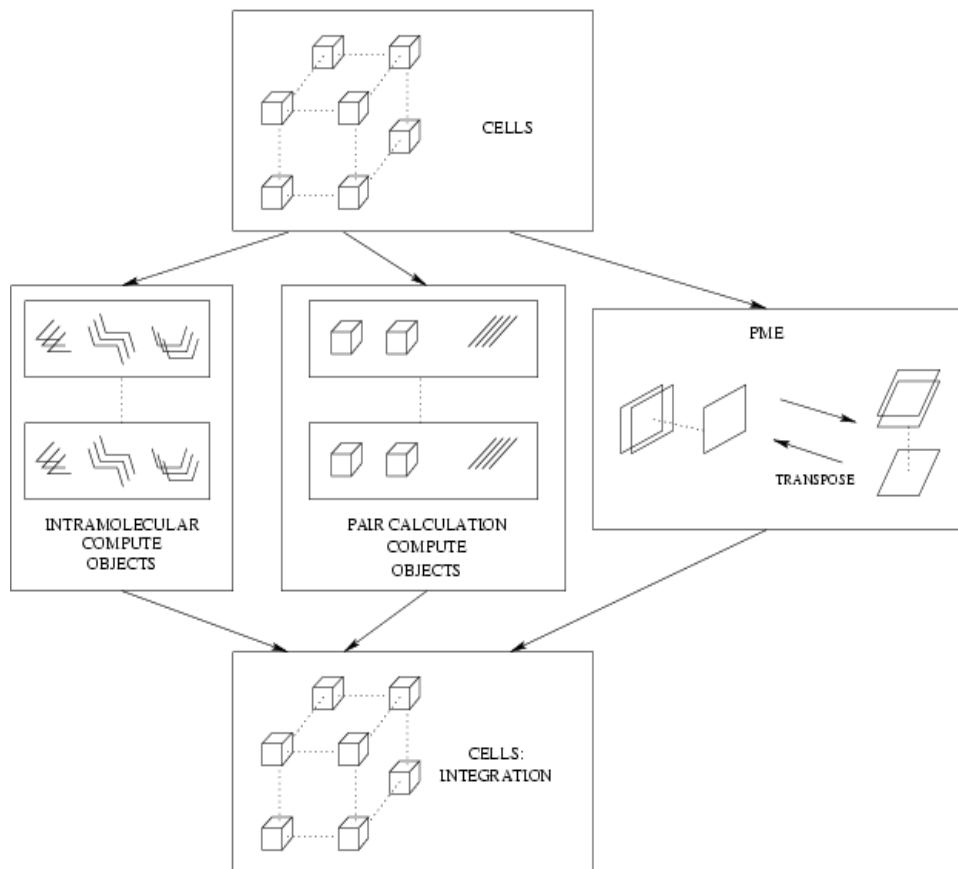 CELLS
PME
TRANSPOSE
INTRAMOLECULAR
COMPUTE
OBJECTS
PAIR CALCULATION
COMPUTE
OBJECTS
CELLS:
INTEGRATION